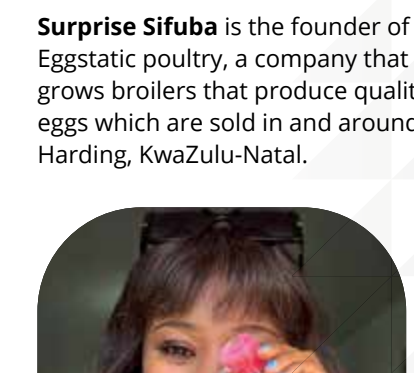 Surprise Sifuba is the founder of
Eggstatic poultry, a company that
grows broilers that produce qualit
eggs which are sold in and around
Harding, KwaZulu-Natal.